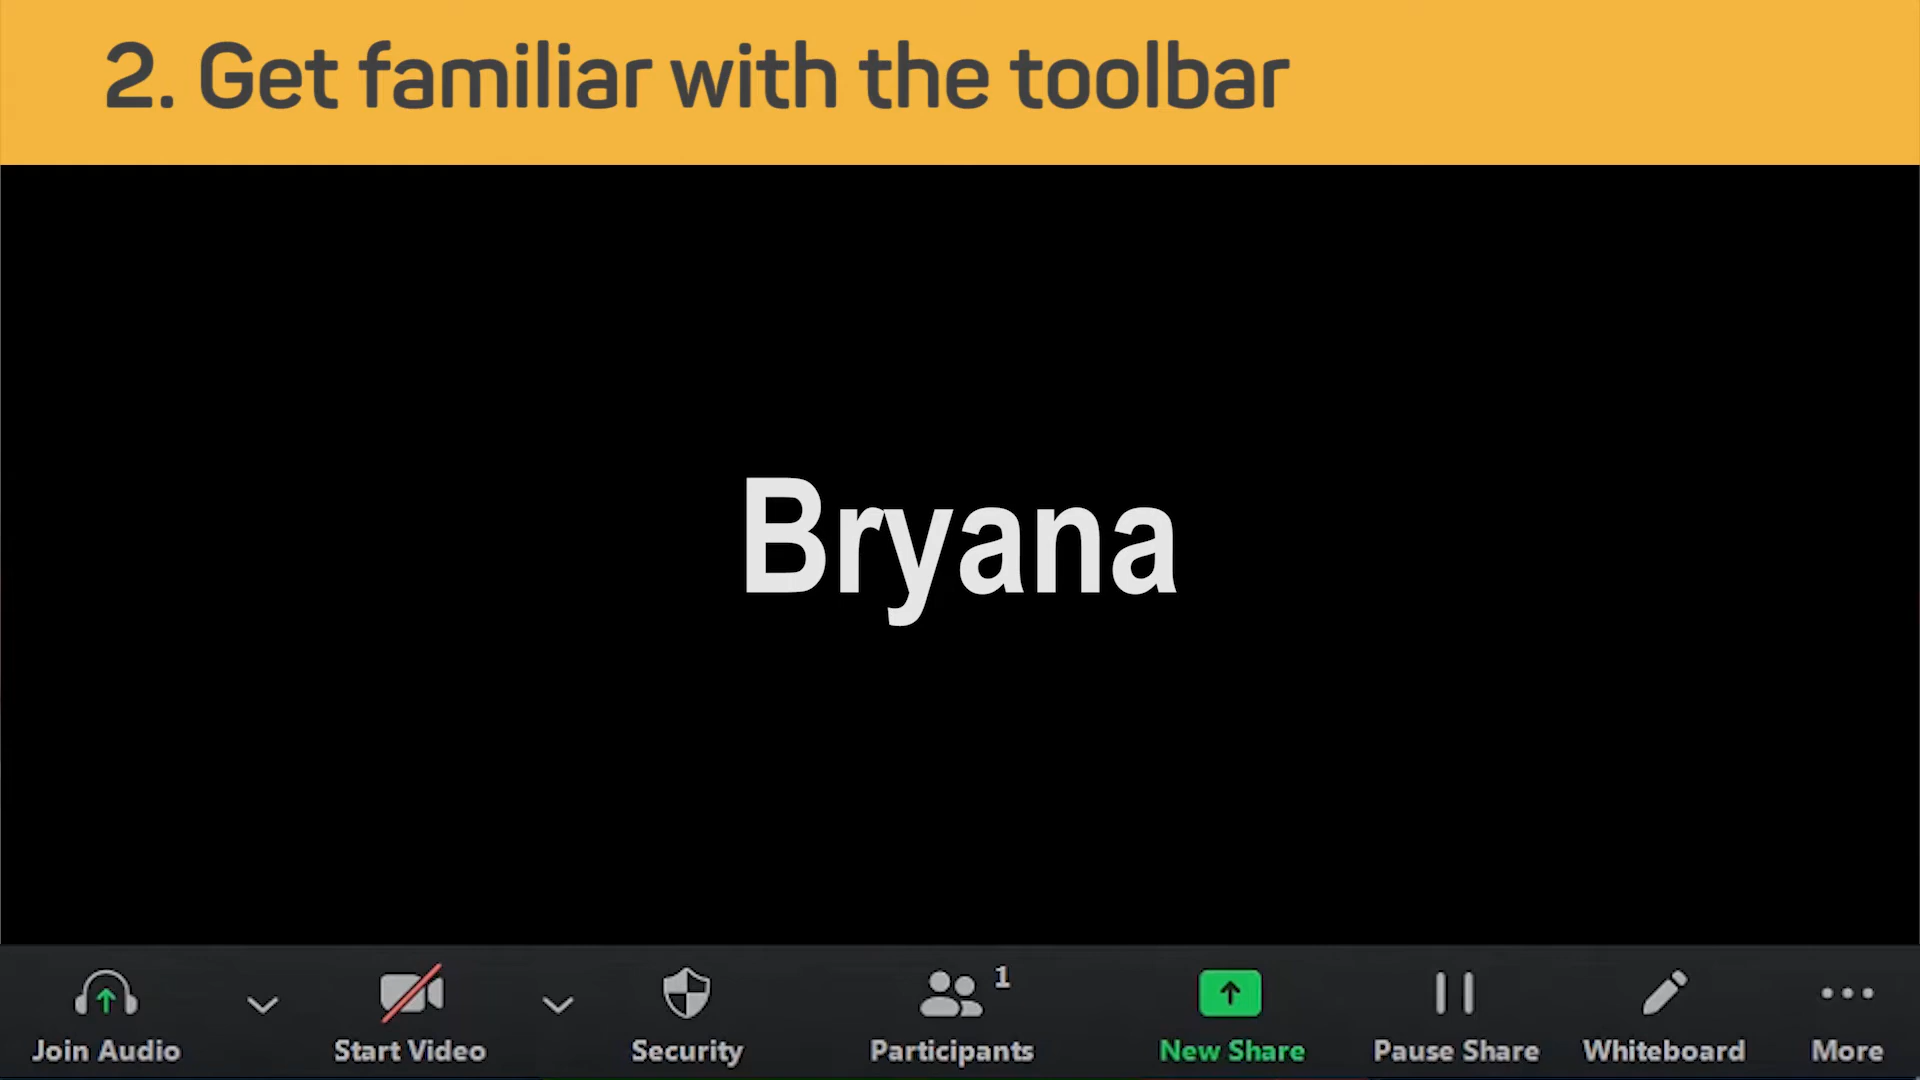 2. Get familiar with the toolbar
Bryana
1
Join Audio Start Video Security Participants New Share Pause Share Whiteboard More